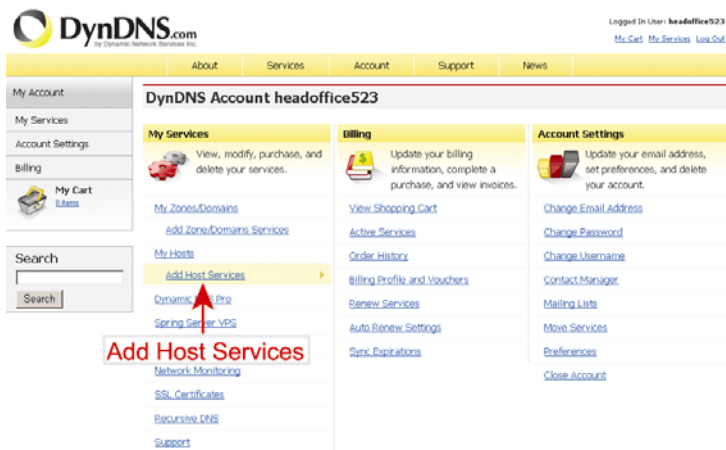 DynDNS.com
by Dynamic Network Services Inc.
Logged In User: headoffice523
My Cart My Services Log Out
About Services Account Support News
My Account
My Services
Account Settings
Billing
My Cart
0 items
Search
Search
DynDNS Account headoffice523
My Services
View, modify, purchase, and
delete your services.
My Zones/Domains
Add Zone/Domains Services
My Hosts
Add Host Services
Dynamic Pro
Spring Server VPS
Add Host Services
Network Monitoring
SSL Certificates
Recursive DNS
Support
Billing
Update your billing
information, complete a
purchase, and view invoices.
View Shopping Cart
Active Services
Order History
Billing Profile and Vouchers
Renew Services
Auto Renew Settings
Sync Expirations
Account Settings
Update your email address,
set preferences, and delete
your account.
Change Email Address
Change Password
Change Username
Contact Manager
Mailing Lists
Move Services
Preferences
Close Account